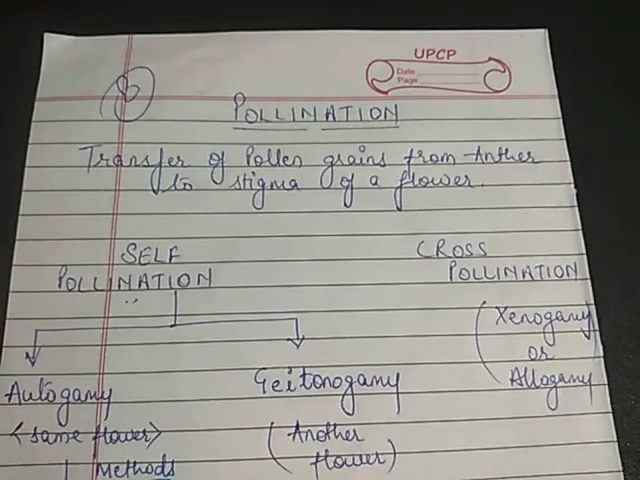 UPCP
Date
Page
6
POLLINATION
Transfer of Pollen grains from Anther
to stigma of a flower.
SELF
POLLINATION
CROSS
POLLINATION
(Xenogamy
or
Allogamy)
Autogamy
<same flower>
Geitonogamy
(Another
flower)
Methods